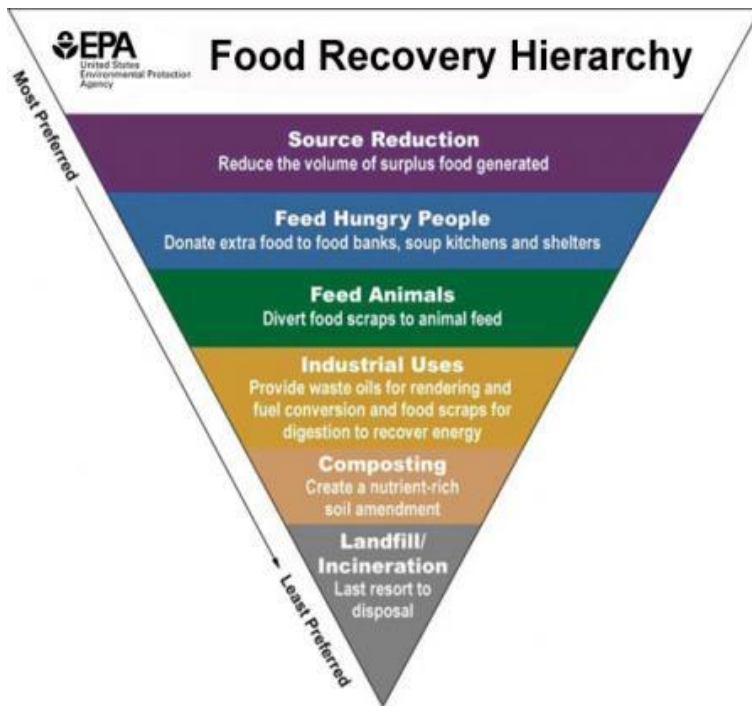 EPA
United States
Environmental Protection
Agency
Food Recovery Hierarchy
Most Preferred
Source Reduction
Reduce the volume of surplus food generated
Feed Hungry People
Donate extra food to food banks, soup kitchens and shelters
Feed Animals
Divert food scraps to animal feed
Industrial Uses
Provide waste oils for rendering and
fuel conversion and food scraps for
digestion to recover energy
Composting
Create a nutrient-rich
soil amendment
Landfill/
Incineration
Last resort to
disposal
Least Preferred